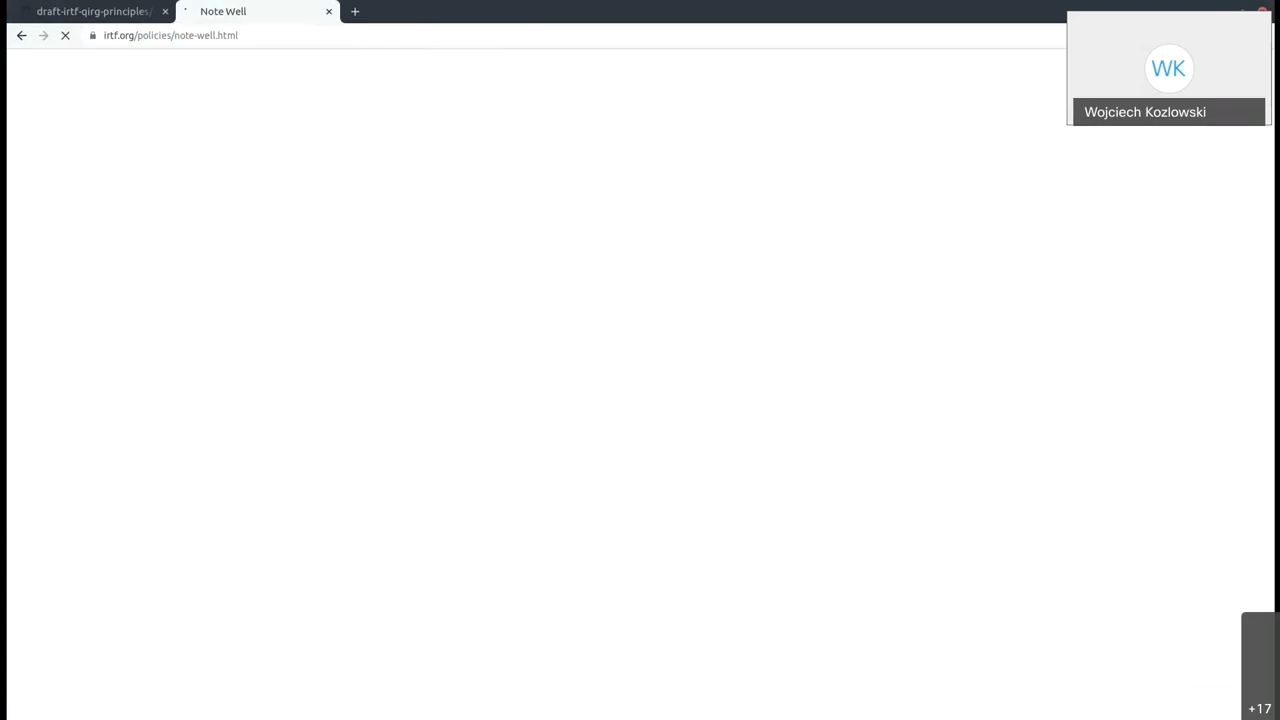 draft-irtf-qirg-principles/
Note Well
irtf.org/policies/note-well.html
WK
Wojciech Kozlowski
+17